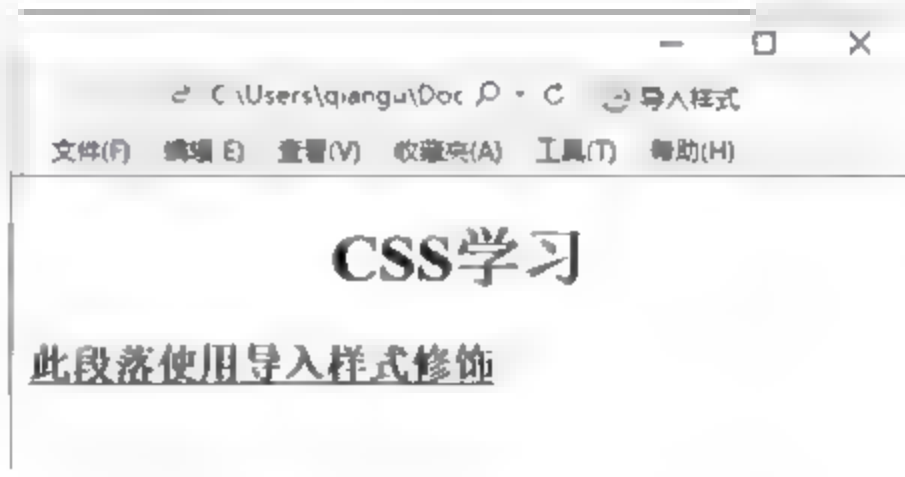 C:\Users\qiangu\Doc 导入样式
文件(F) 编辑(E) 查看(V) 收藏夹(A) 工具(T) 帮助(H)
CSS学习
此段落使用导入样式修饰